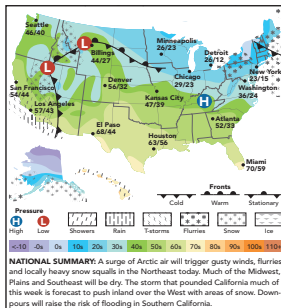 Seattle
46/40
Minneapolis
26/23
Billings
44/27
Detroit
26/12
New York
23/15
Washington
36/24
Chicago
29/23
Denver
56/32
San Francisco
54/44
Kansas City
47/39
Los Angeles
57/43
Atlanta
52/33
El Paso
68/44
Houston
63/56
Miami
70/59
L
L
H
Fronts
Cold
Warm
Stationary
Pressure
H
L
High
Low
Showers
Rain
T-storms
Flurries
Snow
Ice
<-10
-0s
0s
10s
20s
30s
40s
50s
60s
70s
80s
90s
100s
110+
NATIONAL SUMMARY: A surge of Arctic air will trigger gusty winds, flurries
and locally heavy snow squalls in the Northeast today. Much of the Midwest,
Plains and Southeast will be dry. The storm that pounded California much of
this week is forecast to push inland over the West with areas of snow. Down-
pours will raise the risk of flooding in Southern California.